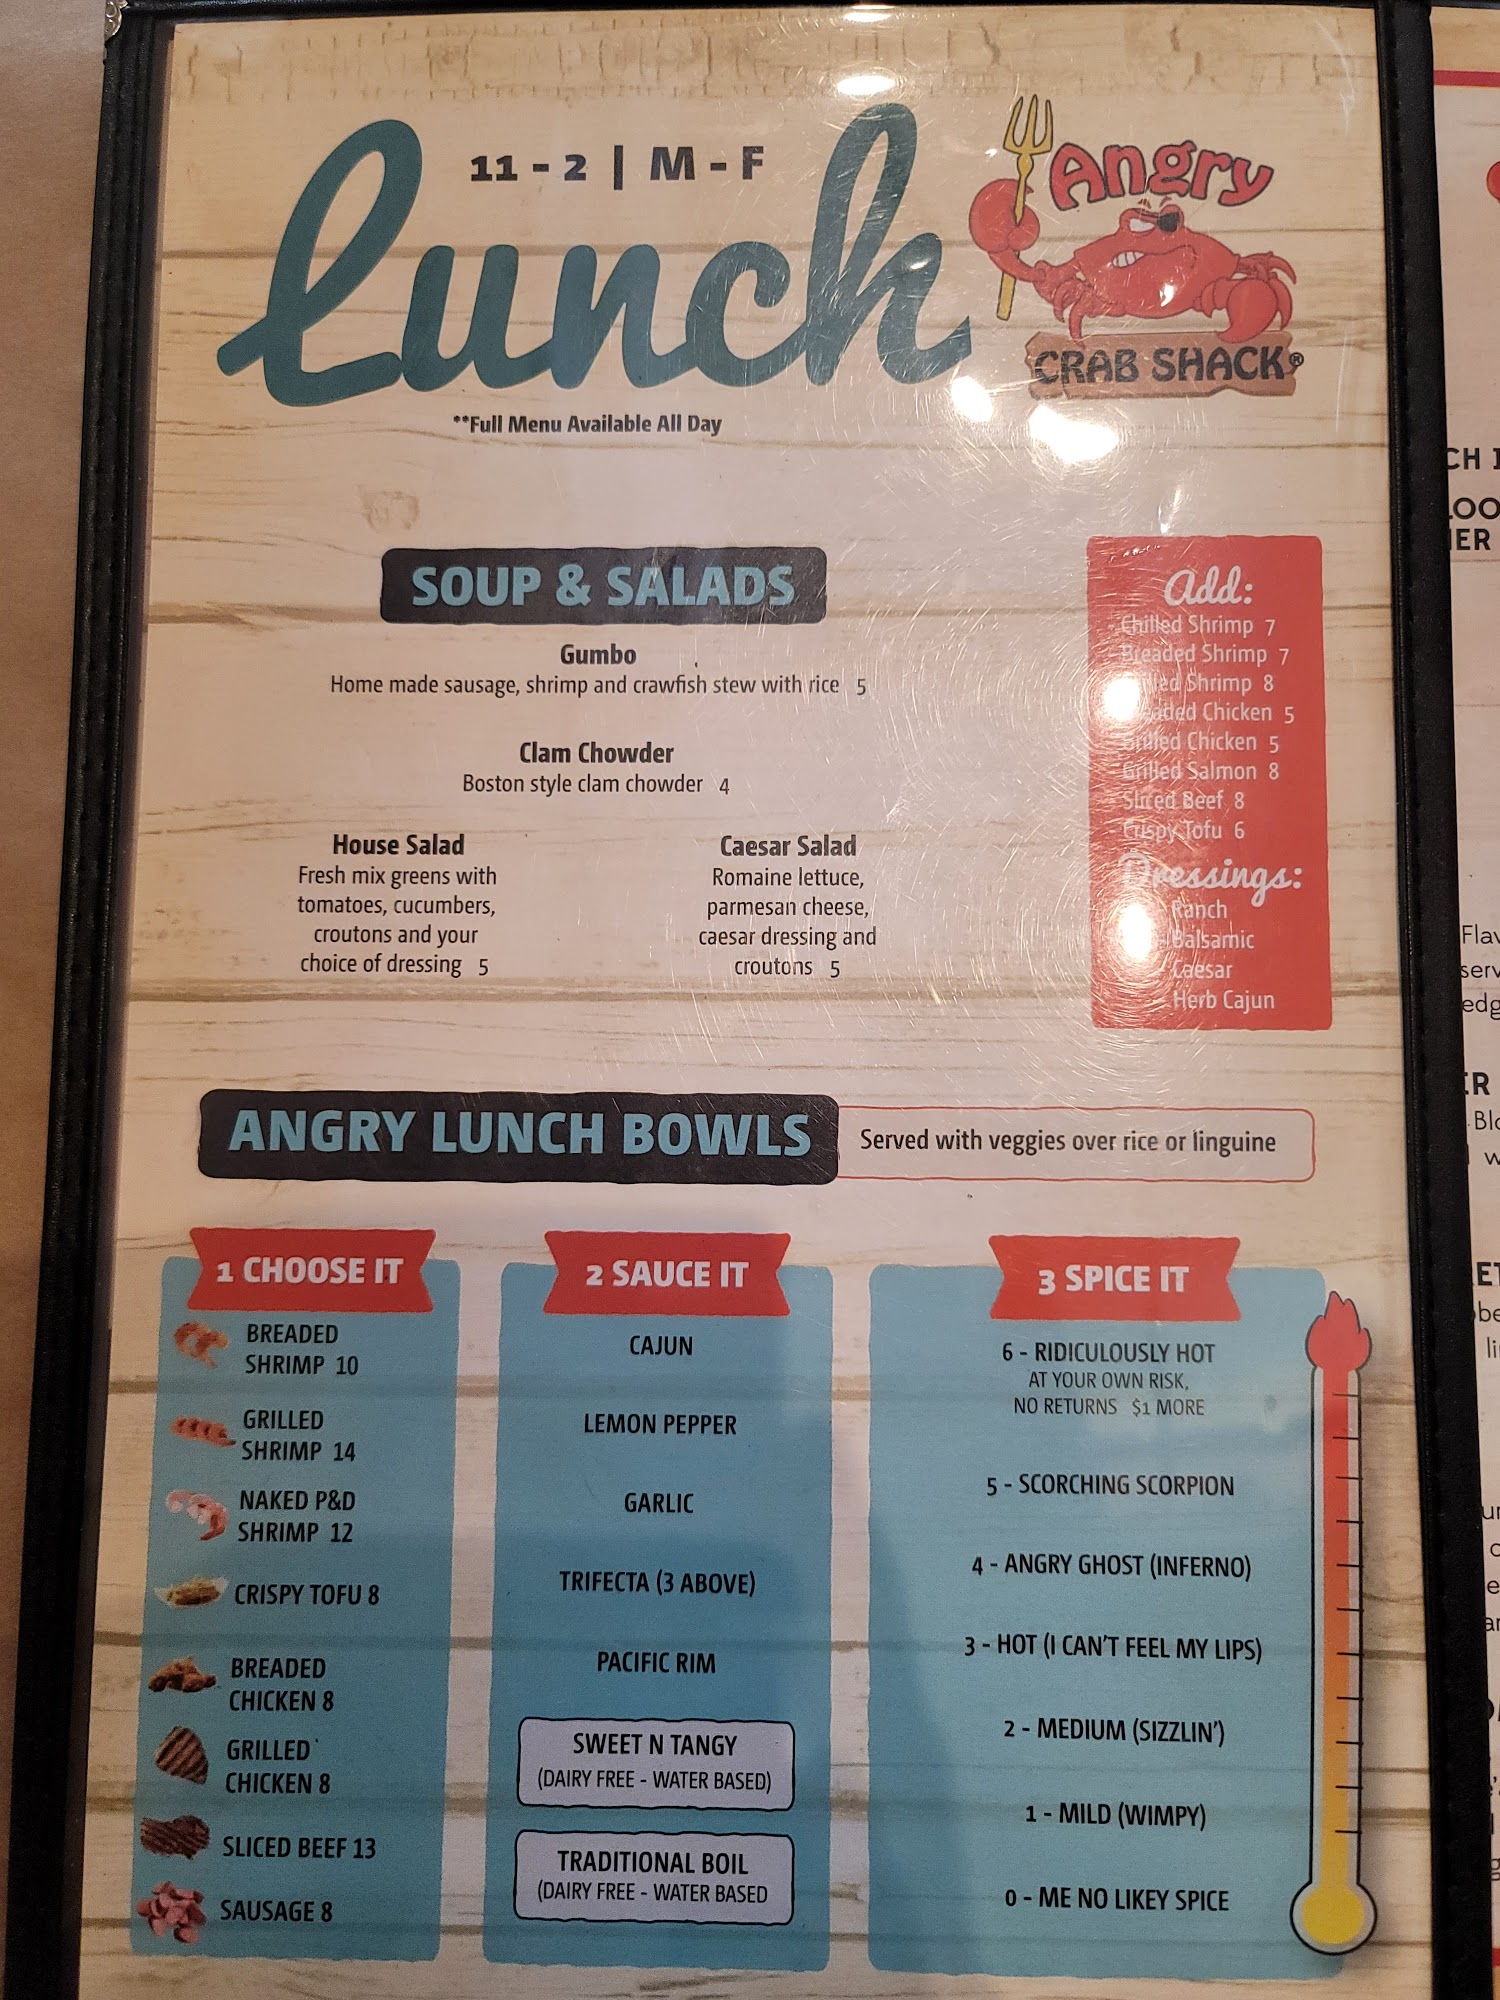 11 - 2 | M - F
Lunch
Angry
CRAB SHACK®
**Full Menu Available All Day
SOUP & SALADS
Gumbo
Home made sausage, shrimp and crawfish stew with rice 5
Clam Chowder
Boston style clam chowder 4
House Salad
Fresh mix greens with
tomatoes, cucumbers,
croutons and your
choice of dressing 5
Caesar Salad
Romaine lettuce,
parmesan cheese,
caesar dressing and
croutons 5
Add:
Chilled Shrimp 7
Breaded Shrimp 7
Shrimp 8
Breaded Chicken 5
Grilled Chicken 5
Grilled Salmon 8
Sliced Beef 8
Crispy Tofu 6
Dressings:
Ranch
Balsamic
Caesar
Herb Cajun
ANGRY LUNCH BOWLS
Served with veggies over rice or linguine
1 CHOOSE IT
BREADED
SHRIMP 10
GRILLED
SHRIMP 14
NAKED P&D
SHRIMP 12
CRISPY TOFU 8
BREADED
CHICKEN 8
GRILLED
CHICKEN 8
SLICED BEEF 13
SAUSAGE 8
2 SAUCE IT
CAJUN
LEMON PEPPER
GARLIC
TRIFECTA (3 ABOVE)
PACIFIC RIM
SWEET N TANGY
(DAIRY FREE - WATER BASED)
TRADITIONAL BOIL
(DAIRY FREE - WATER BASED
3 SPICE IT
6 - RIDICULOUSLY HOT
AT YOUR OWN RISK,
NO RETURNS $1 MORE
5 - SCORCHING SCORPION
4 - ANGRY GHOST (INFERNO)
3 - HOT (I CAN'T FEEL MY LIPS)
2 - MEDIUM (SIZZLIN')
1 - MILD (WIMPY)
0 - ME NO LIKEY SPICE